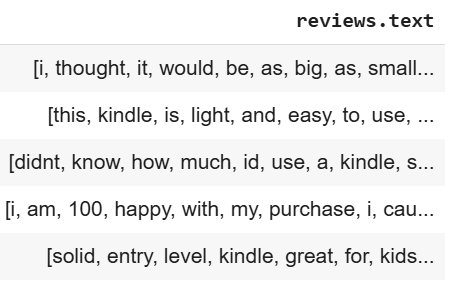 reviews.text
[i, thought, it, would, be, as, big, as, small...
[this, kindle, is, light, and, easy, to, use, ...
[didnt, know, how, much, id, use, a, kindle, s...
[i, am, 100, happy, with, my, purchase, i, cau...
[solid, entry, level, kindle, great, for, kids...